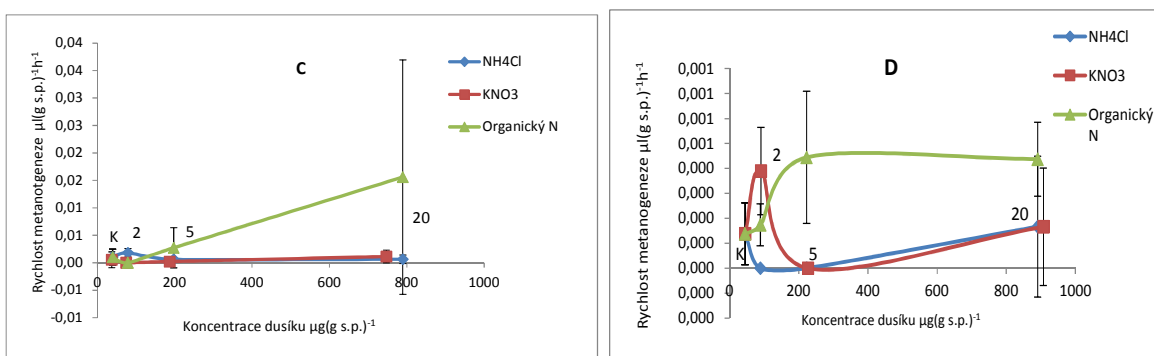 Rychlost metanotgeneze µl(g s.p.)⁻¹h⁻¹
0,04
0,04
0,03
0,03
0,02
0,02
0,01
0,01
0,00
-0,01
-0,01
C
K
2
5
20
0
200
400
600
800
1000
Koncentrace dusíku µg(g s.p.)⁻¹
NH4Cl
KNO3
Organický N
Rychlost metanogeneze µl(g s.p.)⁻¹h⁻¹
0,001
0,001
0,001
0,001
0,000
0,000
0,000
0,000
0,000
0,000
0,000
D
K
2
5
20
0
200
400
600
800
1000
Koncentrace dusíku µg(g s.p.)⁻¹
NH4Cl
KNO3
Organický
N